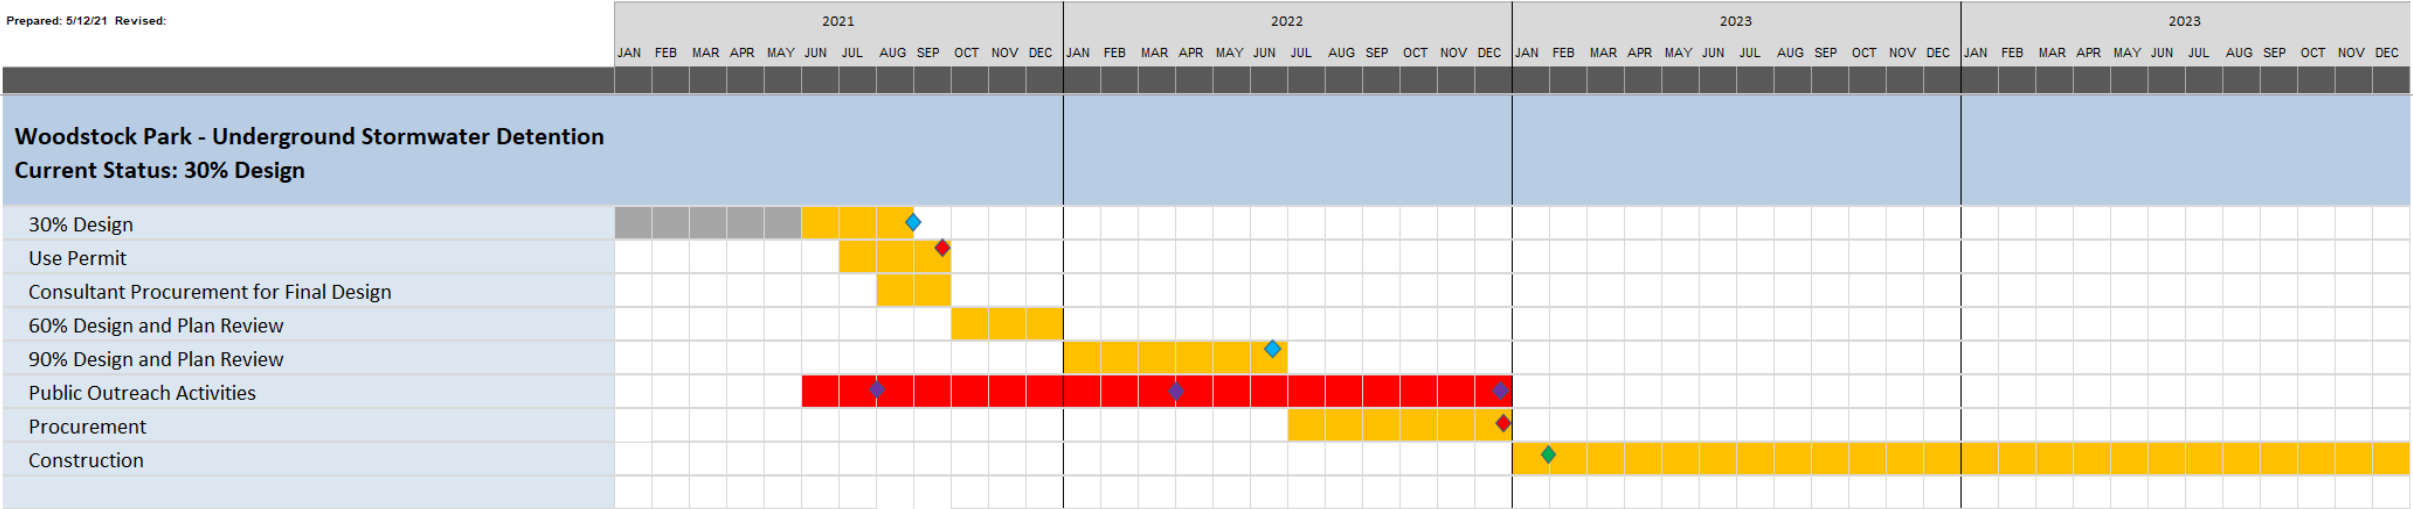 Prepared: 5/12/21 Revised:
2021 2022 2023 2023
JAN FEB MAR APR MAY JUN JUL AUG SEP OCT NOV DEC JAN FEB MAR APR MAY JUN JUL AUG SEP OCT NOV DEC JAN FEB MAR APR MAY JUN JUL AUG SEP OCT NOV DEC JAN FEB MAR APR MAY JUN JUL AUG SEP OCT NOV DEC
Woodstock Park - Underground Stormwater Detention
Current Status: 30% Design
30% Design
Use Permit
Consultant Procurement for Final Design
60% Design and Plan Review
90% Design and Plan Review
Public Outreach Activities
Procurement
Construction